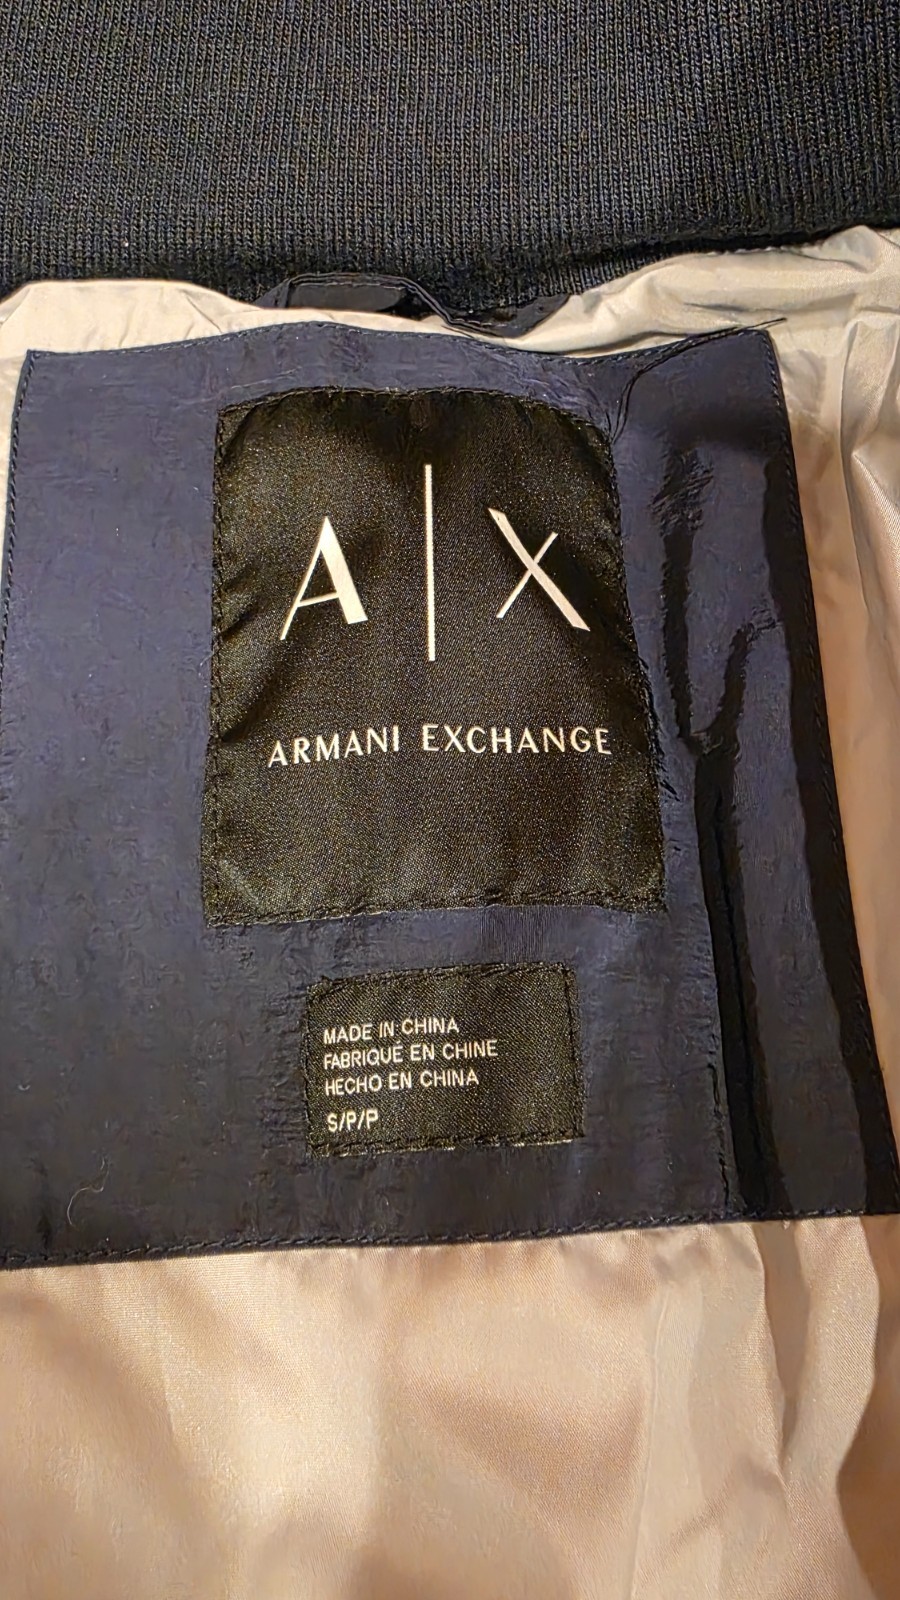 A|X
ARMANI EXCHANGE
MADE IN CHINA
FABRIQUÉ EN CHINE
HECHO EN CHINA
S/P/P